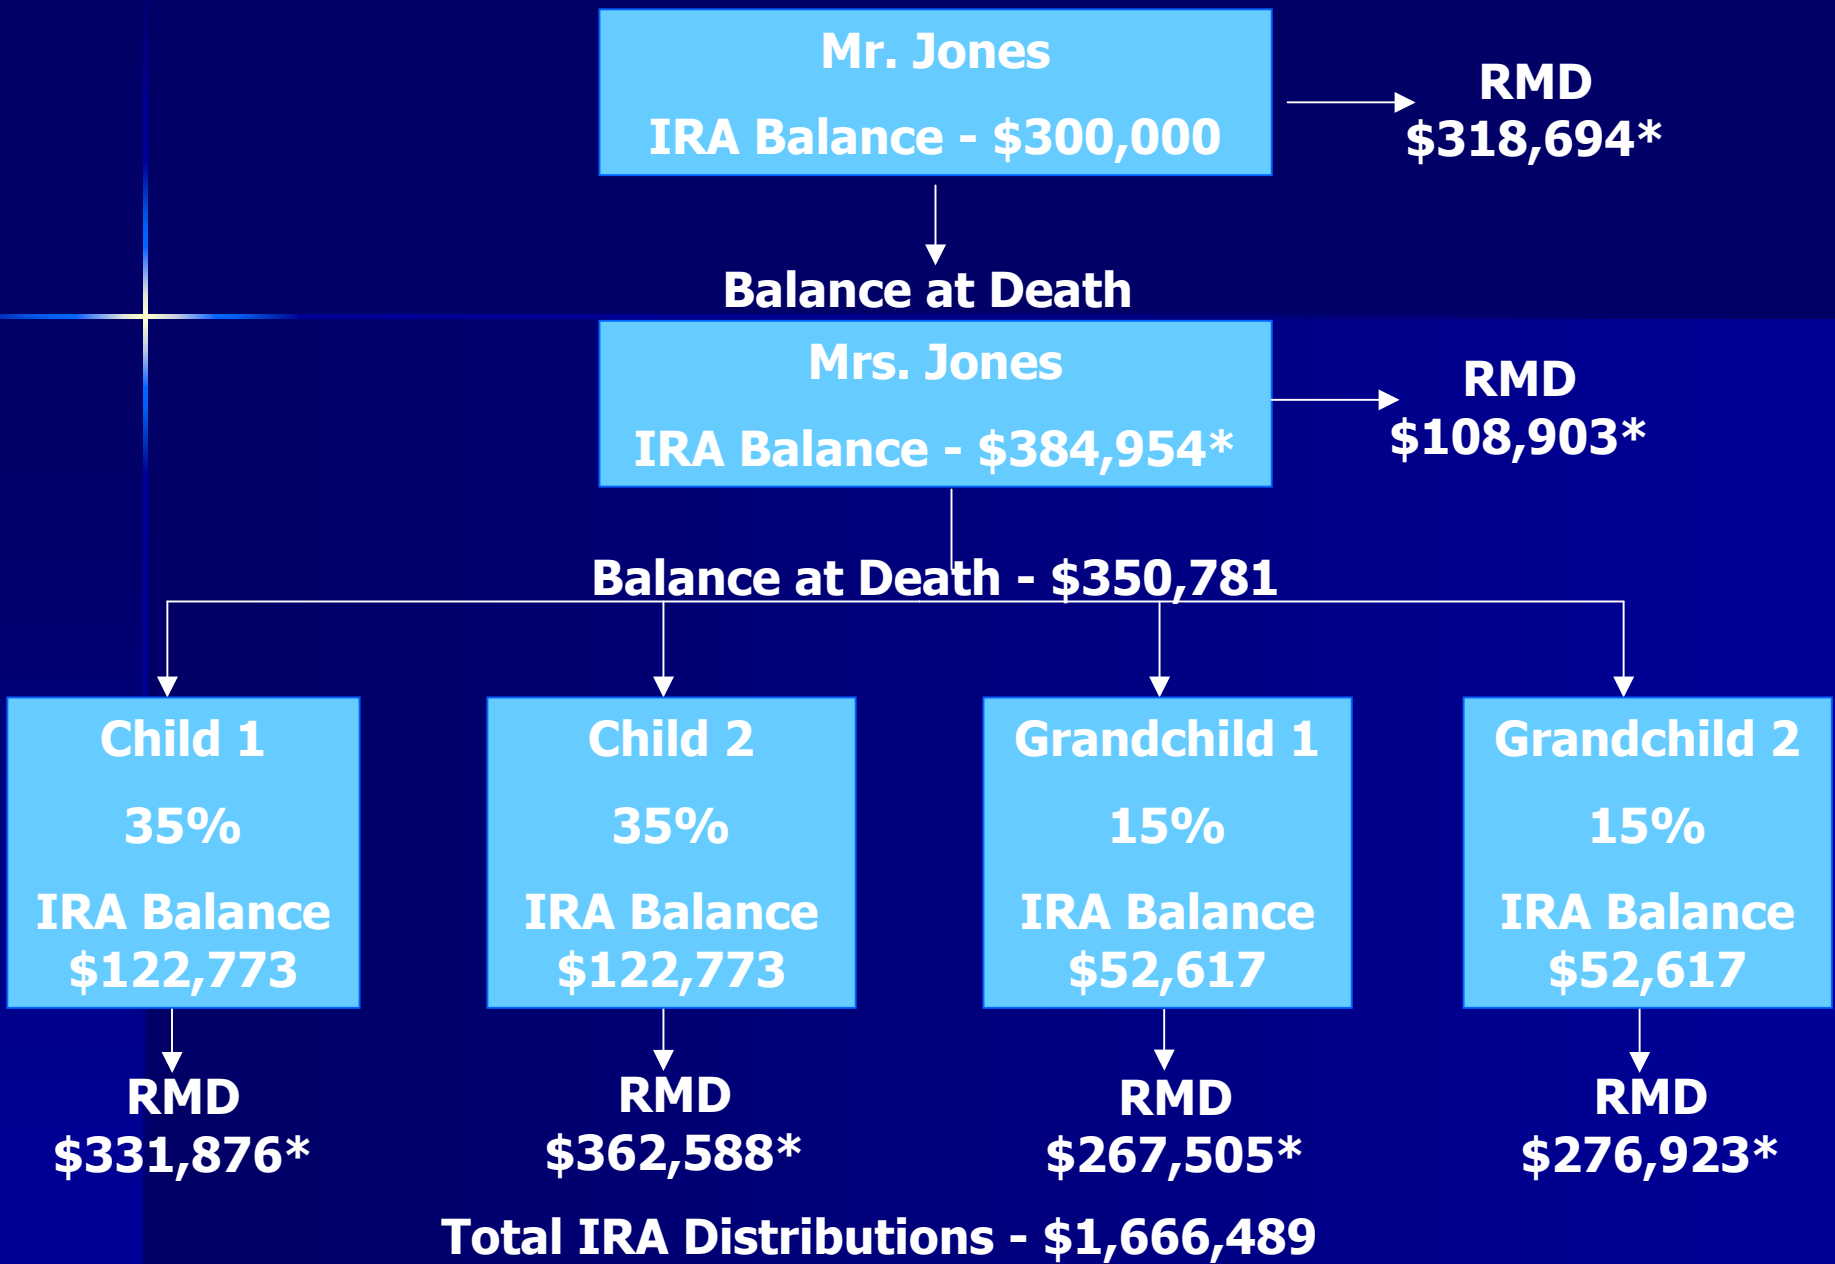 Mr. Jones
IRA Balance - $300,000
RMD
$318,694*
Balance at Death
Mrs. Jones
IRA Balance - $384,954*
RMD
$108,903*
Balance at Death - $350,781
Child 1
35%
IRA Balance
$122,773
RMD
$331,876*
Child 2
35%
IRA Balance
$122,773
RMD
$362,588*
Grandchild 1
15%
IRA Balance
$52,617
RMD
$267,505*
Grandchild 2
15%
IRA Balance
$52,617
RMD
$276,923*
Total IRA Distributions - $1,666,489